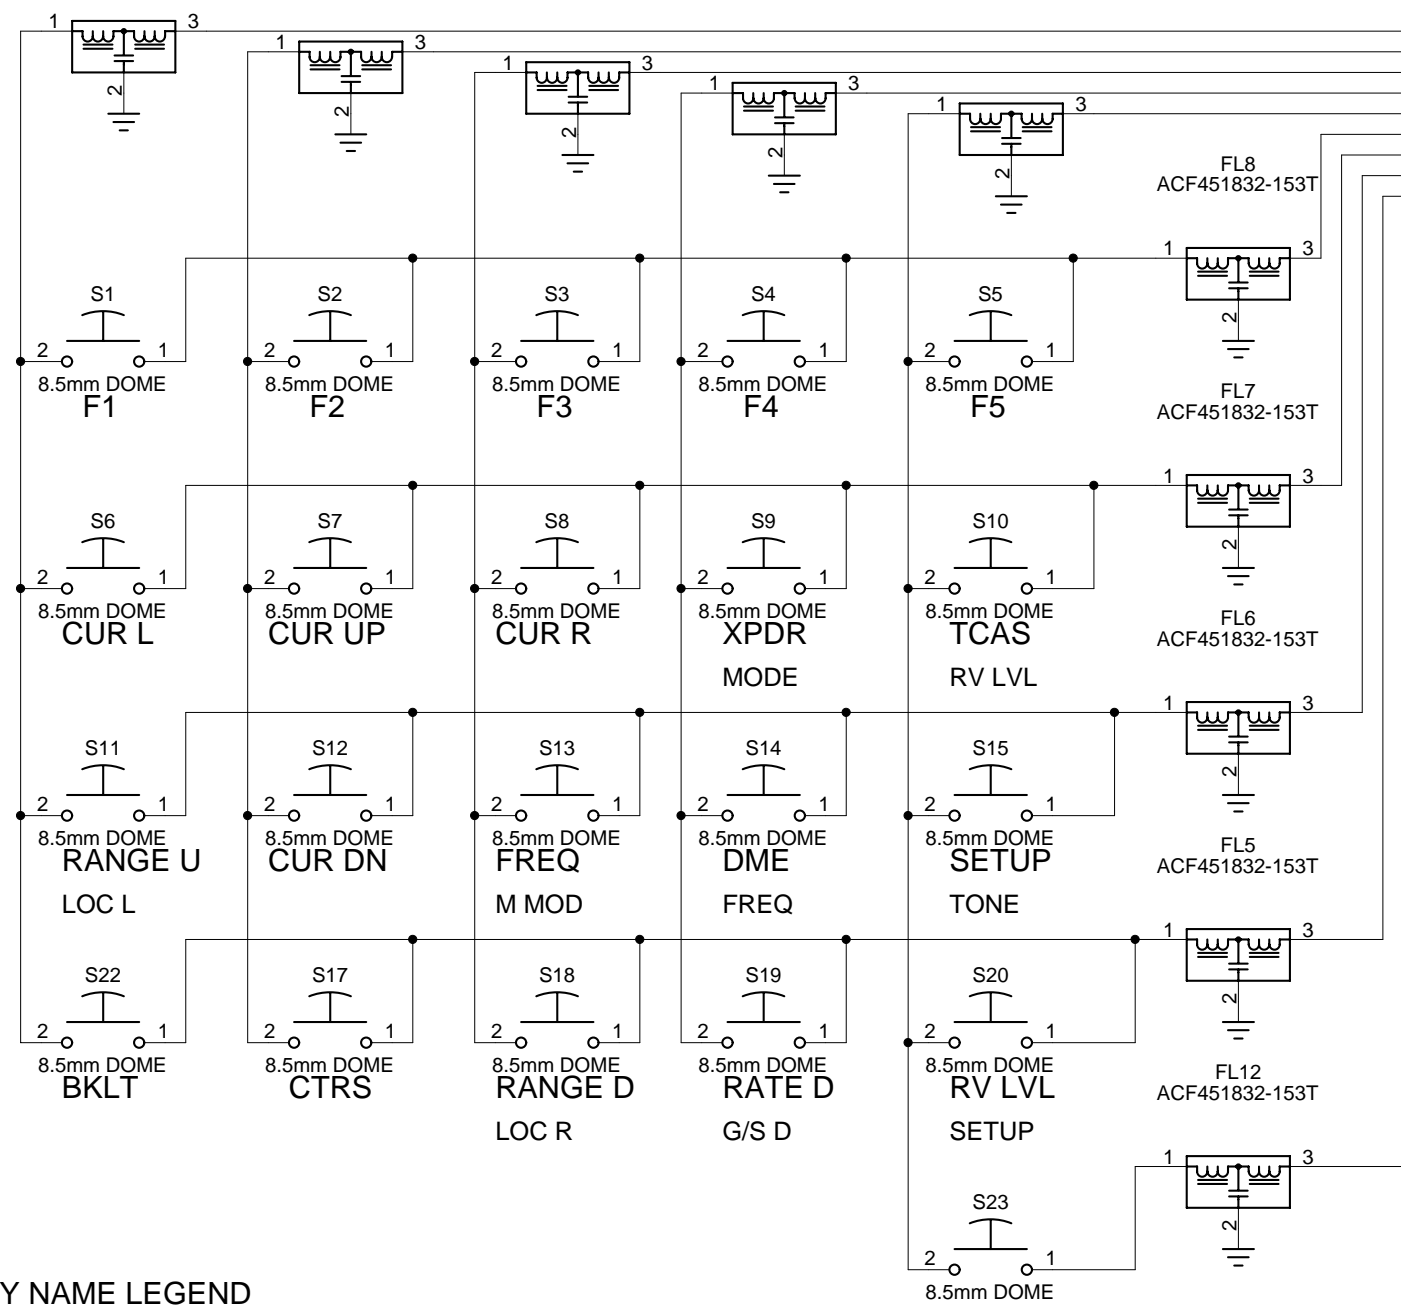 1 3
1 3
1 3
1 3
1 3
2
2
2
2
2
FL8
ACF451832-153T
1 3
S1 S2 S3 S4 S5
2
2 1 2 1 2 1 2 1 2 1
8.5mm DOME 8.5mm DOME 8.5mm DOME 8.5mm DOME 8.5mm DOME
F1 F2 F3 F4 F5
FL7
ACF451832-153T
1 3
S6 S7 S8 S9 S10
2
2 1 2 1 2 1 2 1 2 1
8.5mm DOME 8.5mm DOME 8.5mm DOME 8.5mm DOME 8.5mm DOME
CUR L CUR UP CUR R XPDR TCAS
FL6
ACF451832-153T
MODE RV LVL
1 3
S11 S12 S13 S14 S15
2
2 1 2 1 2 1 2 1 2 1
8.5mm DOME 8.5mm DOME 8.5mm DOME 8.5mm DOME 8.5mm DOME
RANGE U CUR DN FREQ DME SETUP
FL5
ACF451832-153T
LOC L M MOD FREQ TONE
1 3
S22 S17 S18 S19 S20
2
2 1 2 1 2 1 2 1 2 1
8.5mm DOME 8.5mm DOME 8.5mm DOME 8.5mm DOME 8.5mm DOME
BKLT CTRS RANGE D RATE D RV LVL
FL12
ACF451832-153T
LOC R G/S D SETUP
1 3
S23
2
2 1
8.5mm DOME
Y NAME LEGEND